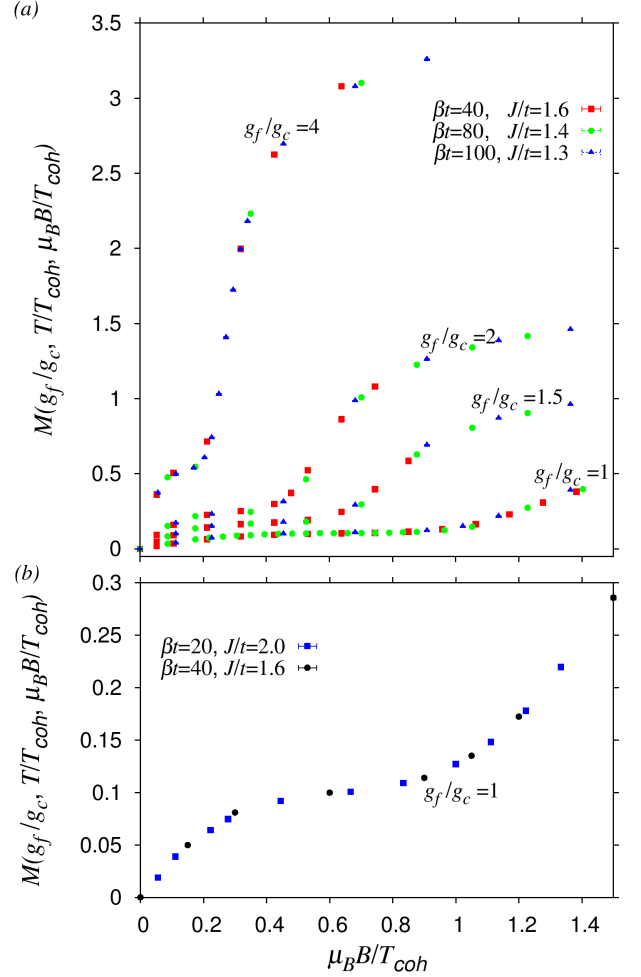 (a)
3.5
3
2.5
2
1.5
1
0.5
0
M(g_f/g_c, T/T_coh, μ_B B/T_coh)
βt=40, J/t=1.6
βt=80, J/t=1.4
βt=100, J/t=1.3
g_f/g_c=4
g_f/g_c=2
g_f/g_c=1.5
g_f/g_c=1
(b)
0.3
0.25
0.2
0.15
0.1
0.05
0
M(g_f/g_c, T/T_coh, μ_B B/T_coh)
βt=20, J/t=2.0
βt=40, J/t=1.6
g_f/g_c=1
0 0.2 0.4 0.6 0.8 1 1.2 1.4
μ_B B/T_coh